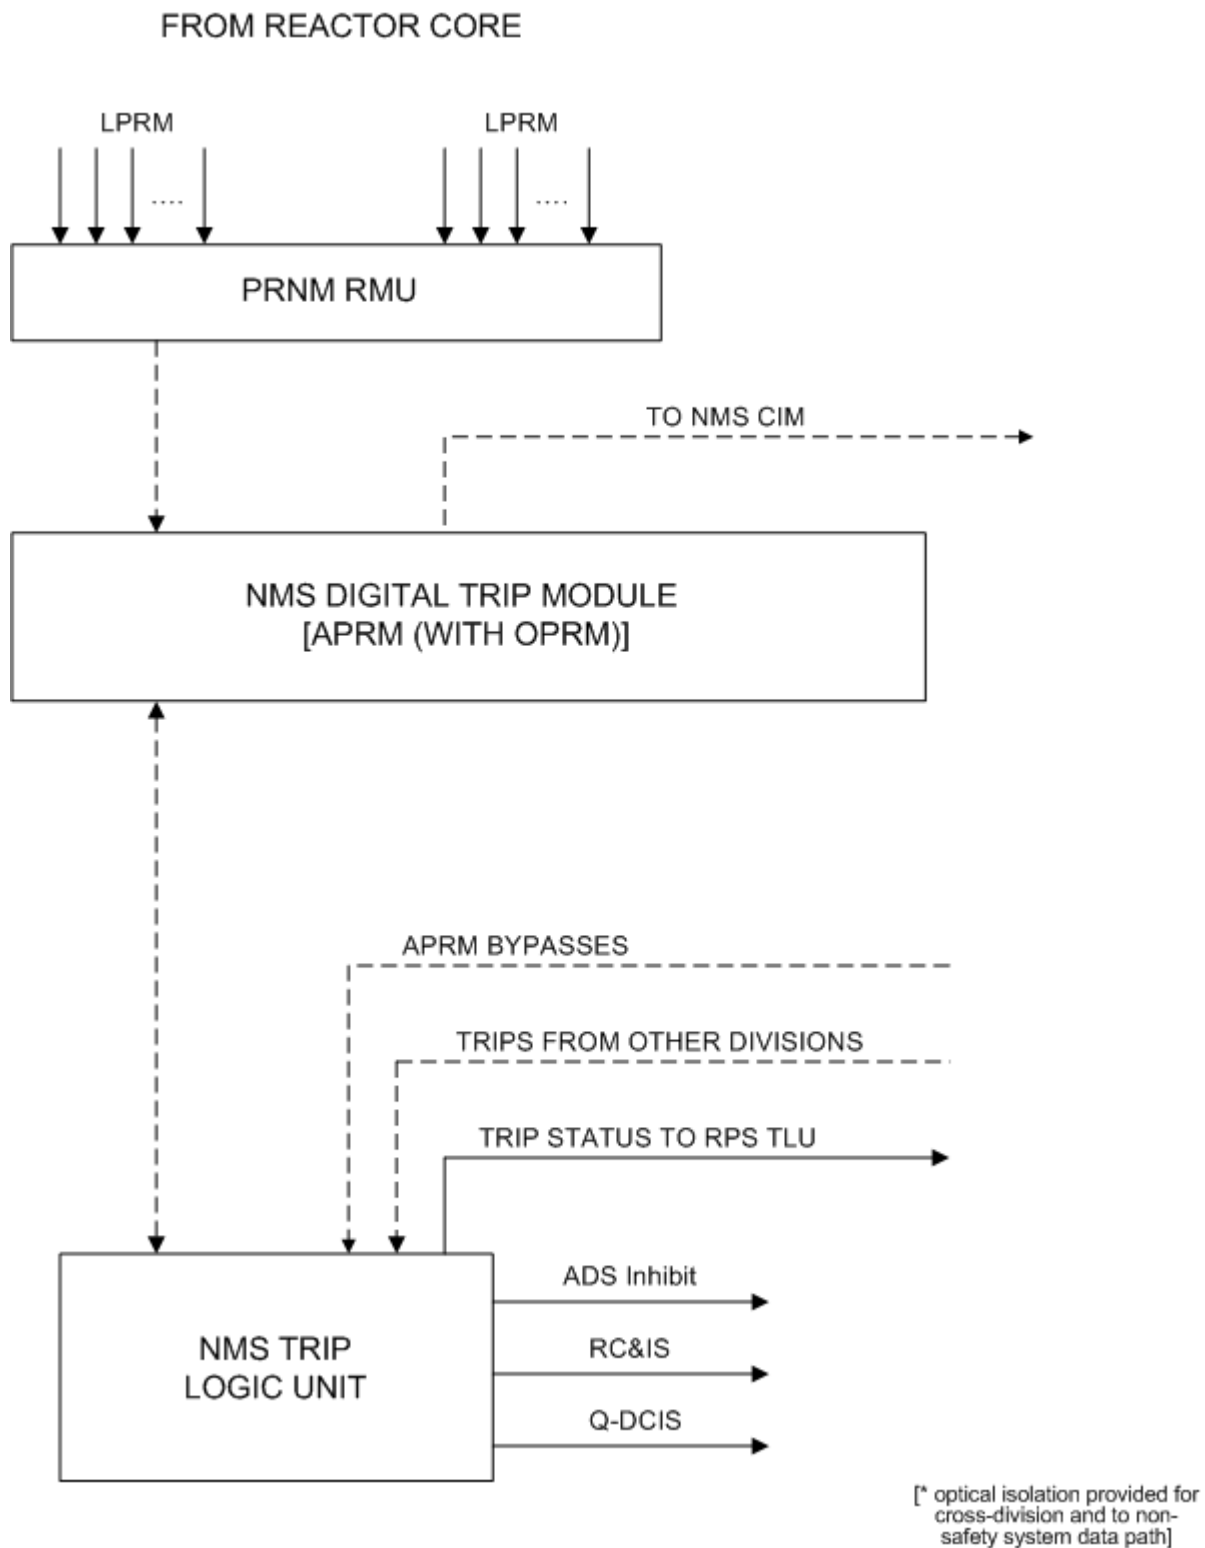 FROM REACTOR CORE
LPRM
LPRM
....
....
PRNM RMU
TO NMS CIM
NMS DIGITAL TRIP MODULE
[APRM (WITH OPRM)]
APRM BYPASSES
TRIPS FROM OTHER DIVISIONS
TRIP STATUS TO RPS TLU
ADS Inhibit
RC&IS
Q-DCIS
NMS TRIP
LOGIC UNIT
[* optical isolation provided for
cross-division and to non-
safety system data path]